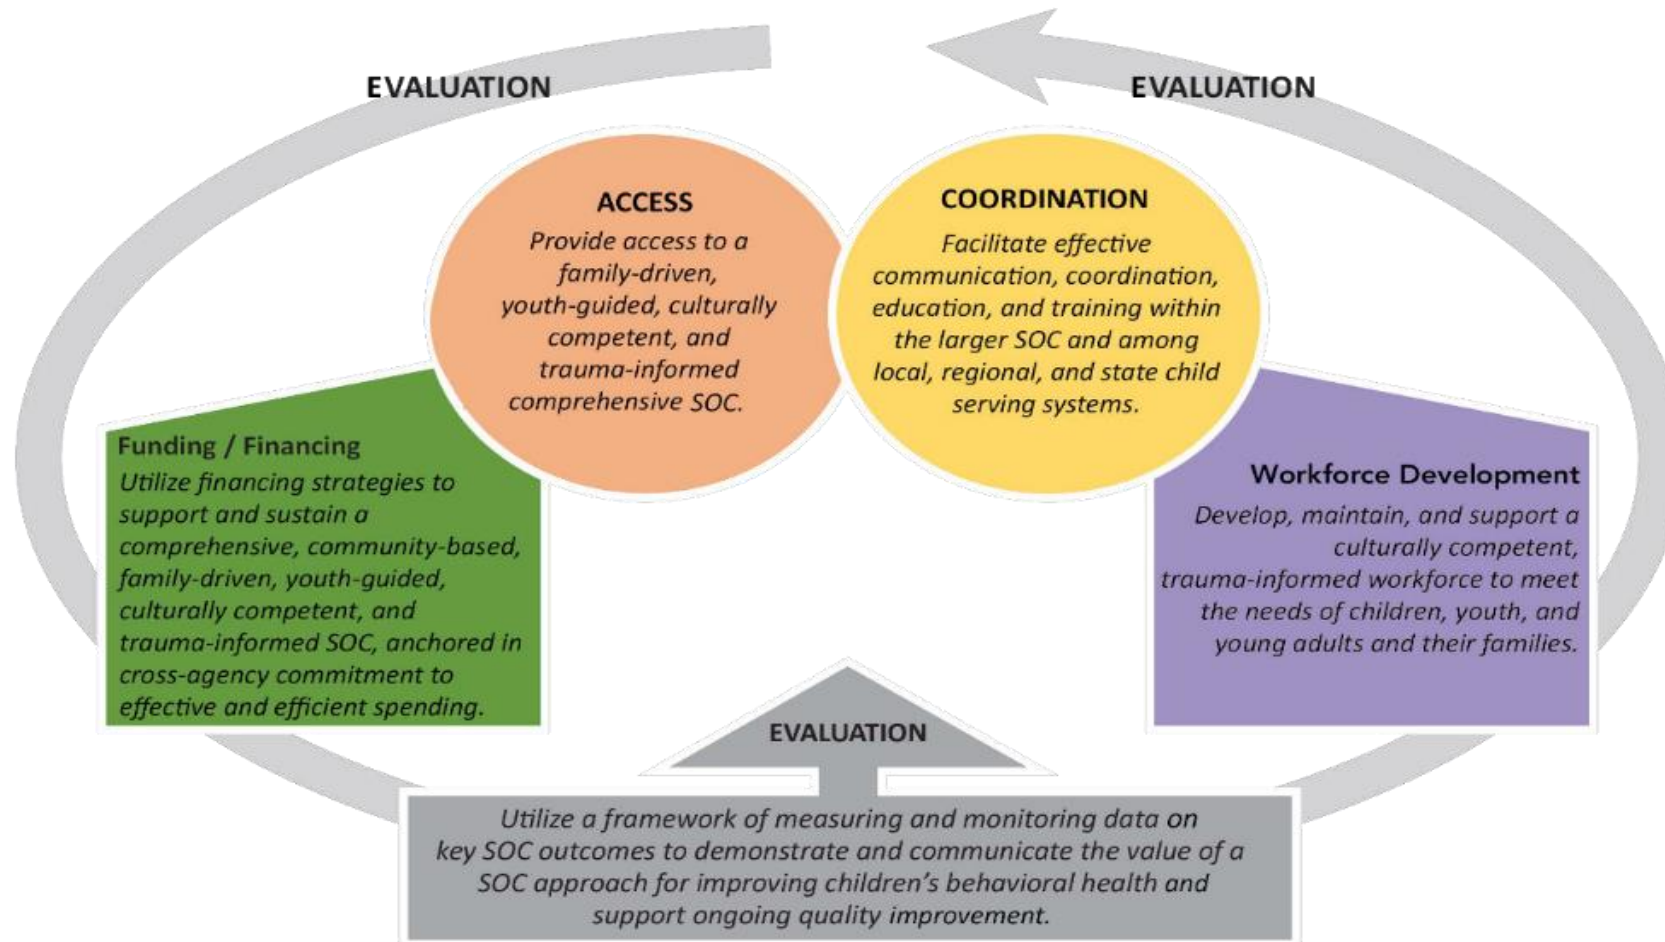 EVALUATION
EVALUATION
ACCESS
Provide access to a
family-driven,
youth-guided, culturally
competent, and
trauma-informed
comprehensive SOC.
COORDINATION
Facilitate effective
communication, coordination,
education, and training within
the larger SOC and among
local, regional, and state child
serving systems.
Funding / Financing
Utilize financing strategies to
support and sustain a
comprehensive, community-based,
family-driven, youth-guided,
culturally competent, and
trauma-informed SOC, anchored in
cross-agency commitment to
effective and efficient spending.
Workforce Development
Develop, maintain, and support a
culturally competent,
trauma-informed workforce to meet
the needs of children, youth, and
young adults and their families.
EVALUATION
Utilize a framework of measuring and monitoring data on
key SOC outcomes to demonstrate and communicate the value of a
SOC approach for improving children’s behavioral health and
support ongoing quality improvement.